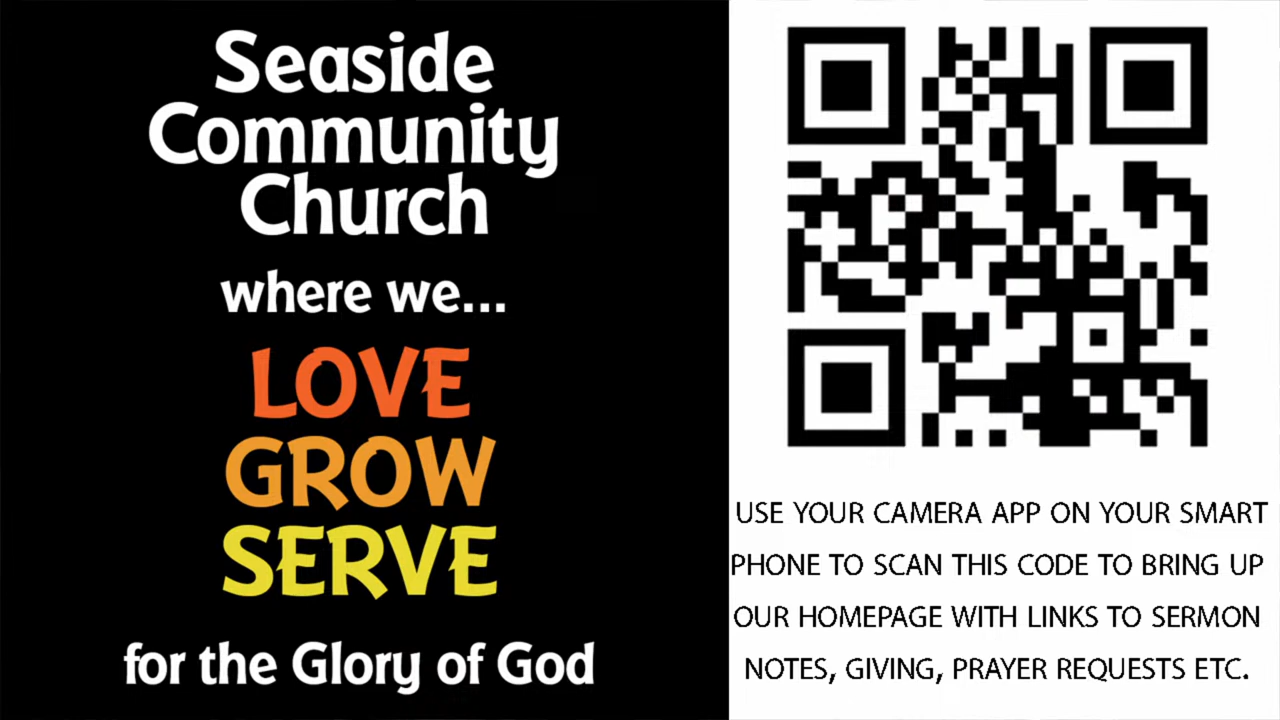 Seaside
Community
Church
where we...
LOVE
GROW
SERVE
for the Glory of God
USE YOUR CAMERA APP ON YOUR SMART
PHONE TO SCAN THIS CODE TO BRING UP
OUR HOMEPAGE WITH LINKS TO SERMON
NOTES, GIVING, PRAYER REQUESTS ETC.